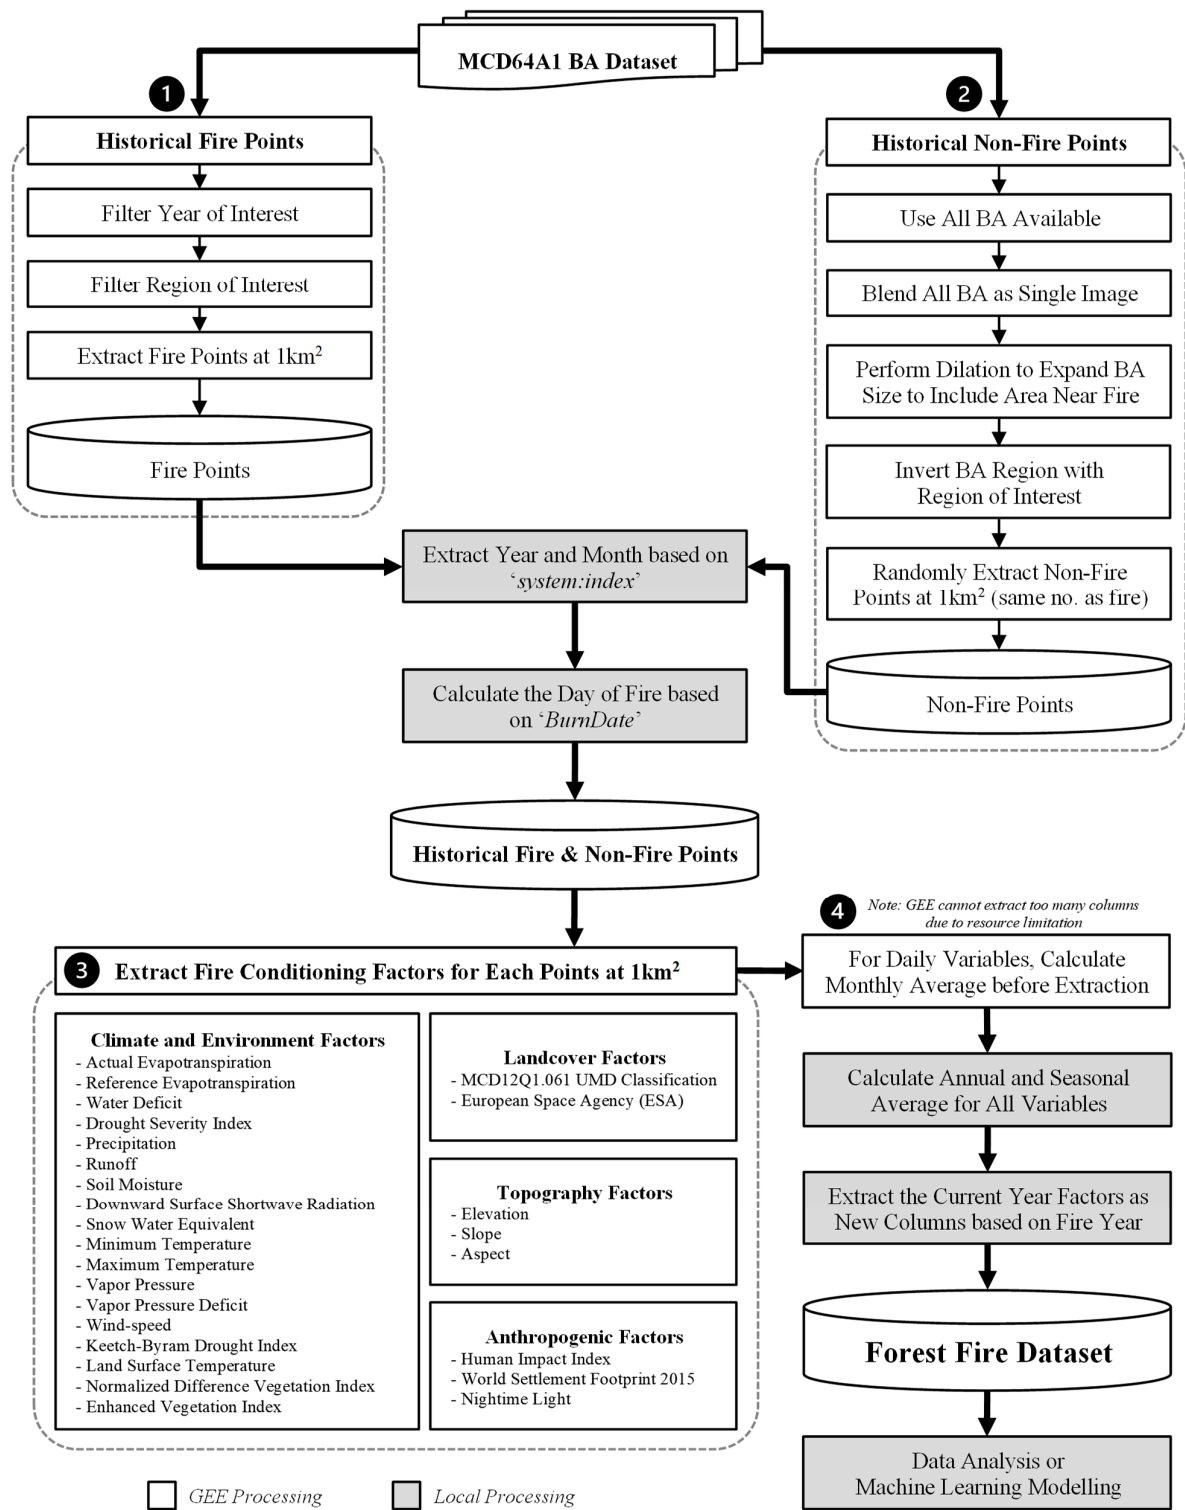 MCD64A1 BA Dataset
1
Historical Fire Points
Filter Year of Interest
Filter Region of Interest
Extract Fire Points at 1km²
Fire Points
2
Historical Non-Fire Points
Use All BA Available
Blend All BA as Single Image
Perform Dilation to Expand BA
Size to Include Area Near Fire
Invert BA Region with
Region of Interest
Randomly Extract Non-Fire
Points at 1km² (same no. as fire)
Non-Fire Points
Extract Year and Month based on
‘system:index’
Calculate the Day of Fire based
on ‘BurnDate’
Historical Fire & Non-Fire Points
3 Extract Fire Conditioning Factors for Each Points at 1km²
Climate and Environment Factors
- Actual Evapotranspiration
- Reference Evapotranspiration
- Water Deficit
- Drought Severity Index
- Precipitation
- Runoff
- Soil Moisture
- Downward Surface Shortwave Radiation
- Snow Water Equivalent
- Minimum Temperature
- Maximum Temperature
- Vapor Pressure
- Vapor Pressure Deficit
- Wind-speed
- Keetch-Byram Drought Index
- Land Surface Temperature
- Normalized Difference Vegetation Index
- Enhanced Vegetation Index
Landcover Factors
- MCD12Q1.061 UMD Classification
- European Space Agency (ESA)
Topography Factors
- Elevation
- Slope
- Aspect
Anthropogenic Factors
- Human Impact Index
- World Settlement Footprint 2015
- Nightime Light
4
Note: GEE cannot extract too many columns
due to resource limitation
For Daily Variables, Calculate
Monthly Average before Extraction
Calculate Annual and Seasonal
Average for All Variables
Extract the Current Year Factors as
New Columns based on Fire Year
Forest Fire Dataset
Data Analysis or
Machine Learning Modelling
GEE Processing
Local Processing